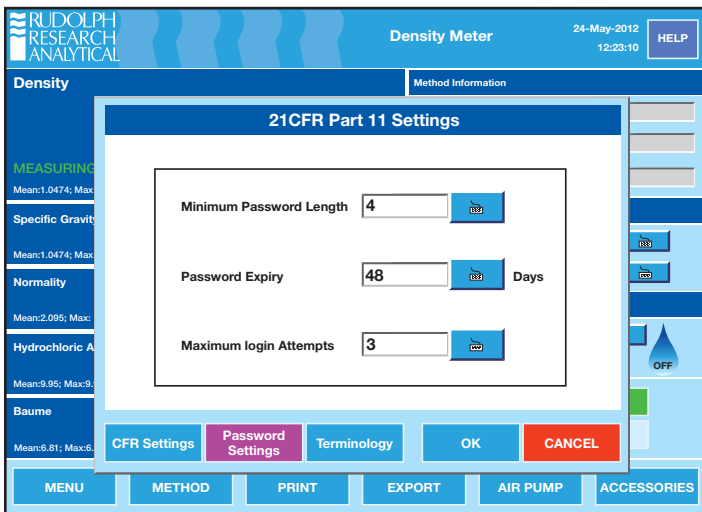 RUDOLPH
RESEARCH
ANALYTICAL
Density Meter
24-May-2012
12:23:10
HELP
Density
Method Information
MEASURING
Mean:1.0474; Max
Specific Gravity
Mean:1.0474; Max
Normality
Mean:2.095; Max:
Hydrochloric A
Mean:9.95; Max:9.
Baume
Mean:6.81; Max:6.
21CFR Part 11 Settings
Minimum Password Length 4
Password Expiry 48 Days
Maximum login Attempts 3
OFF
CFR Settings
Password
Settings
Terminology
OK
CANCEL
MENU
METHOD
PRINT
EXPORT
AIR PUMP
ACCESSORIES